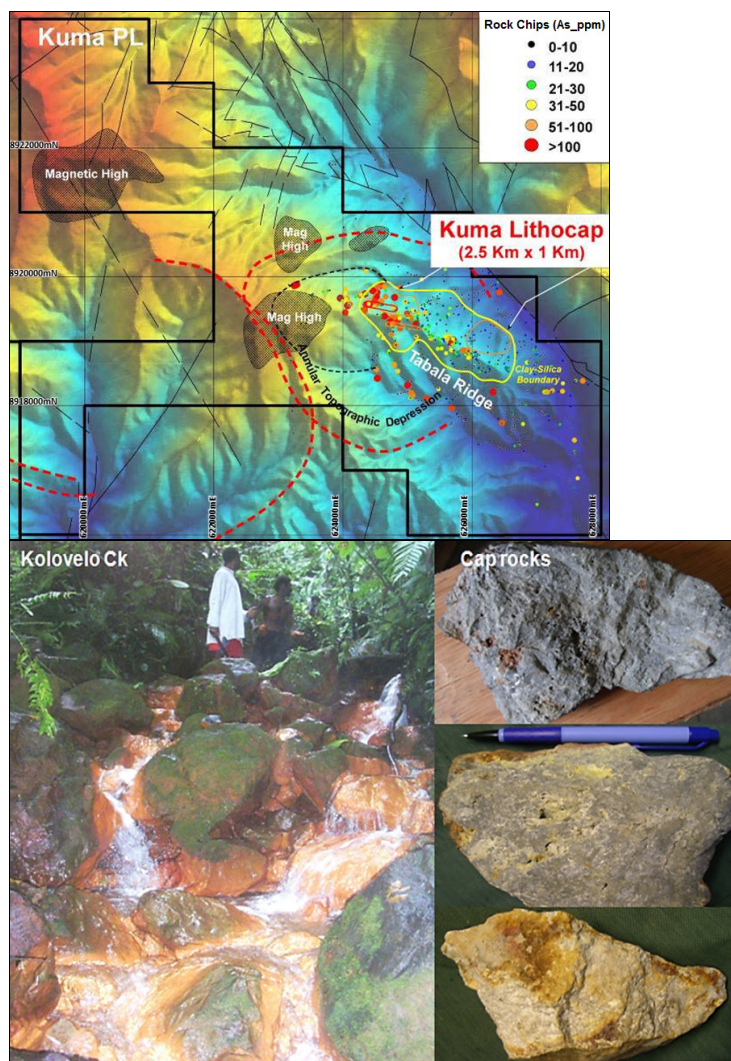 Kuma PL
Rock Chips (As_ppm)
0-10
11-20
21-30
31-50
51-100
>100
8922000mN
Magnetic High
Mag
High
Kuma Lithocap
(2.5 Km x 1 Km)
8920000mN
Mag High
Clay-Silica
Boundary
Tabala Ridge
Annular Topographic Depression
8918000mN
620000mE
622000mE
624000mE
626000mE
628000mE
Kolovelo Ck
Cap rocks